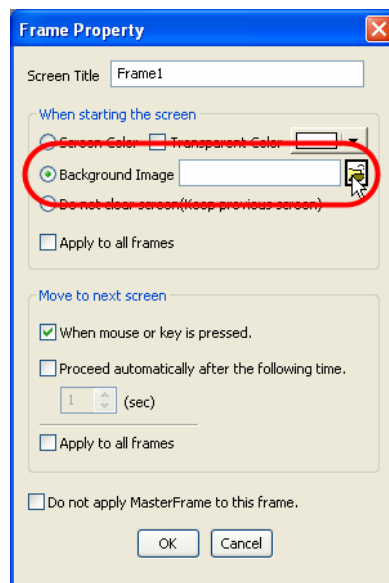 Frame Property
Screen Title Frame1
When starting the screen
Screen Color Transparent Color
Background Image
Do not clear screen(Keep previous screen)
Apply to all frames
Move to next screen
When mouse or key is pressed.
Proceed automatically after the following time.
1 (sec)
Apply to all frames
Do not apply MasterFrame to this frame.
OK Cancel